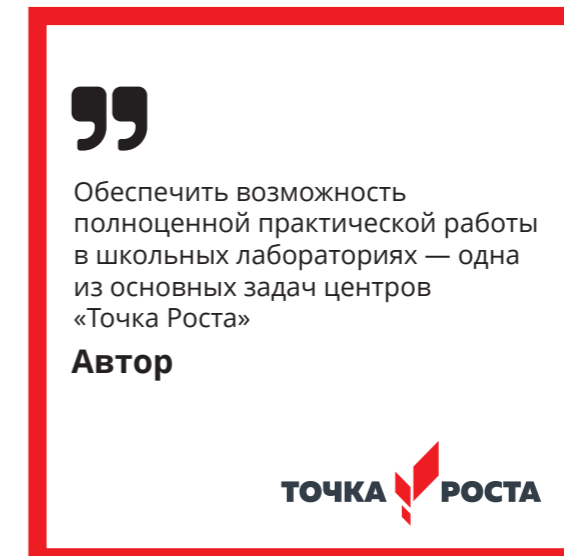 ”
Обеспечить возможность
полноценной практической работы
в школьных лабораториях — одна
из основных задач центров
«Точка Роста»
Автор
ТОЧКА РОСТА